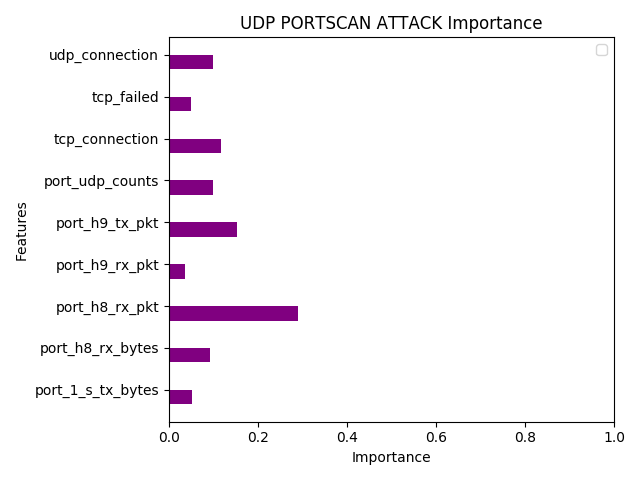 UDP PORTSCAN ATTACK Importance
udp_connection
tcp_failed
tcp_connection
port_udp_counts
port_h9_tx_pkt
port_h9_rx_pkt
port_h8_rx_pkt
port_h8_rx_bytes
port_1_s_tx_bytes
Features
0.0 0.2 0.4 0.6 0.8 1.0
Importance